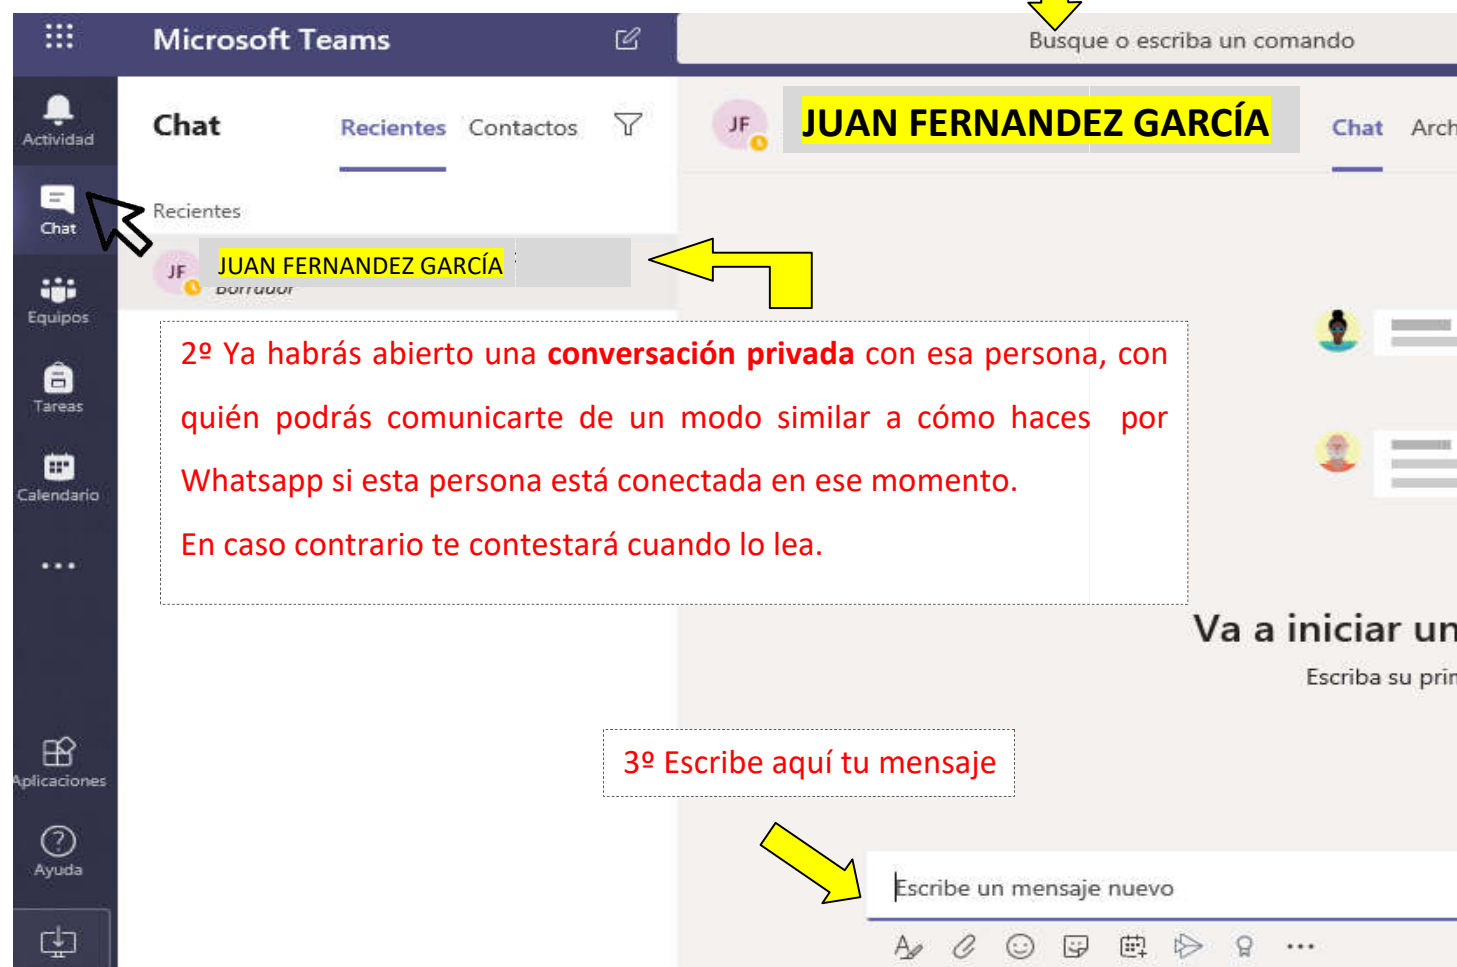 Microsoft Teams
Busque o escriba un comando
Actividad
Chat
Equipos
Tareas
Calendario
Aplicaciones
Ayuda
Chat
Recientes
Contactos
Recientes
JF
JUAN FERNANDEZ GARCÍA
Borrador
JF
JUAN FERNANDEZ GARCÍA
Chat
Arch
2º Ya habrás abierto una conversación privada con esa persona, con
quién podrás comunicarte de un modo similar a cómo haces por
Whatsapp si esta persona está conectada en ese momento.
En caso contrario te contestará cuando lo lea.
Va a iniciar un
Escriba su prim
3º Escribe aquí tu mensaje
Escribe un mensaje nuevo